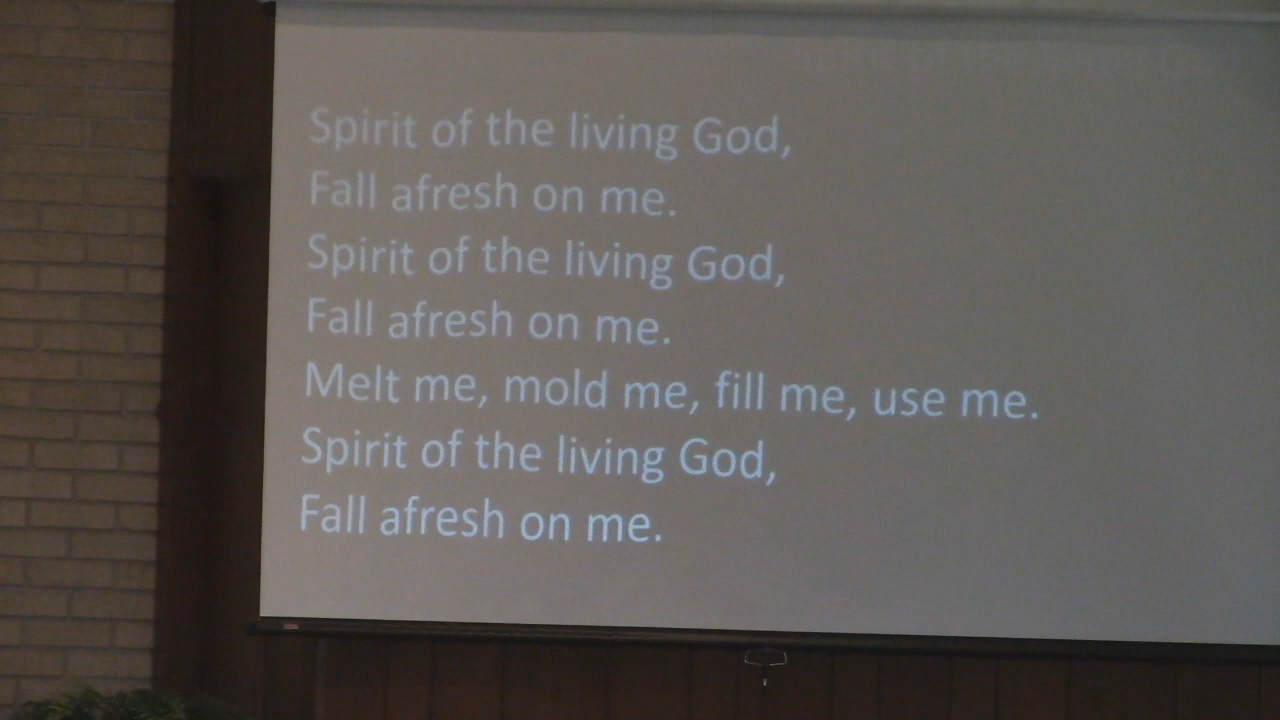 Spirit of the living God,
Fall afresh on me.
Spirit of the living God,
Fall afresh on me.
Melt me, mold me, fill me, use me.
Spirit of the living God,
Fall afresh on me.